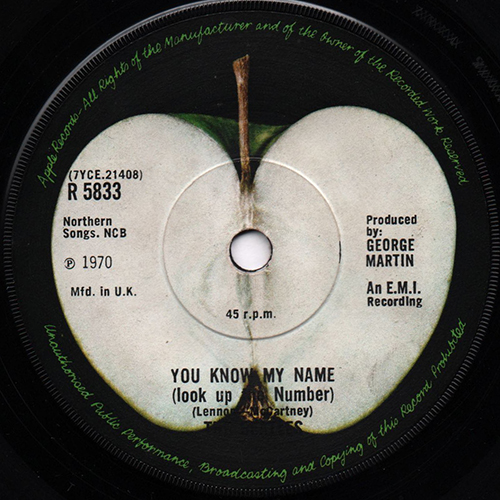 Apple Records-All Rights of the Manufacturer and of the Owner of the Recorded Work Reserved
(7YCE.21408)
R 5833
Northern
Songs. NCB
℗ 1970
Mfd. in U.K.
Produced
by:
GEORGE
MARTIN
An E.M.I.
Recording
45 r.p.m.
YOU KNOW MY NAME
(look up Number)
(Lennon McCartney)
Unauthorised Public Performance, Broadcasting and Copying of this Record Prohibited